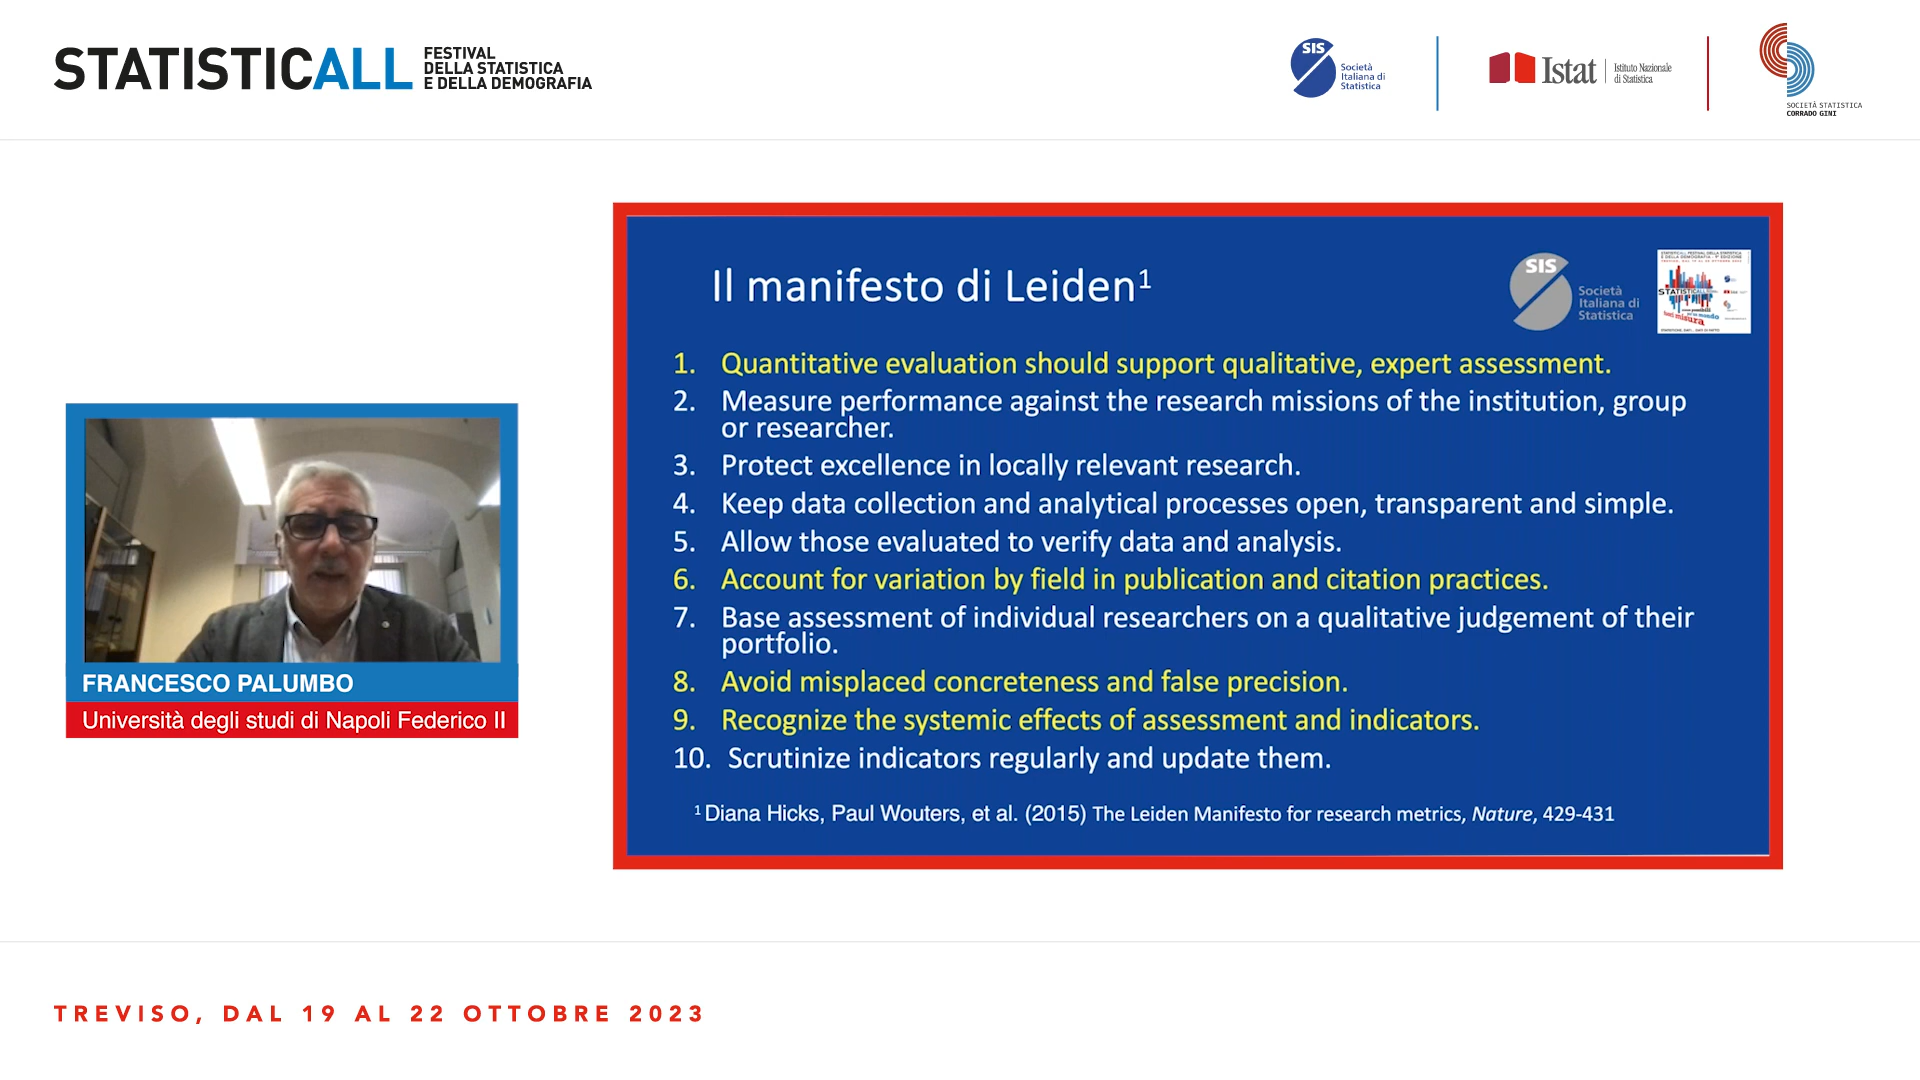 STATISTICALL
FESTIVAL
DELLA STATISTICA
E DELLA DEMOGRAFIA
SIS
Società
Italiana di
Statistica
Istat
Istituto Nazionale
di Statistica
SOCIETÀ STATISTICA
CORRADO GINI
Il manifesto di Leiden¹
SIS
Società
Italiana di
Statistica
STATISTICALL
1. Quantitative evaluation should support qualitative, expert assessment.
2. Measure performance against the research missions of the institution, group
or researcher.
3. Protect excellence in locally relevant research.
4. Keep data collection and analytical processes open, transparent and simple.
5. Allow those evaluated to verify data and analysis.
6. Account for variation by field in publication and citation practices.
7. Base assessment of individual researchers on a qualitative judgement of their
portfolio.
8. Avoid misplaced concreteness and false precision.
9. Recognize the systemic effects of assessment and indicators.
10. Scrutinize indicators regularly and update them.
¹ Diana Hicks, Paul Wouters, et al. (2015) The Leiden Manifesto for research metrics, Nature, 429-431
FRANCESCO PALUMBO
Università degli studi di Napoli Federico II
TREVISO, DAL 19 AL 22 OTTOBRE 2023